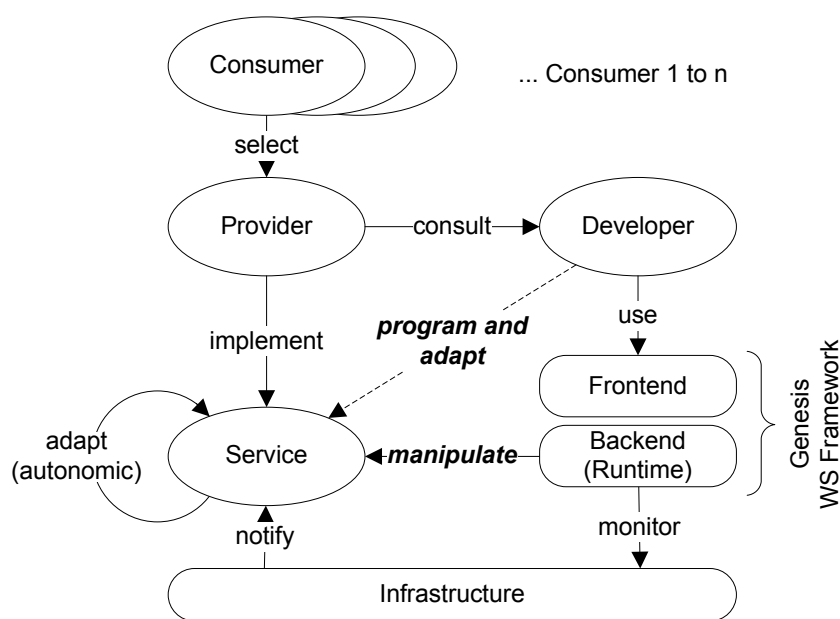 Consumer
... Consumer 1 to n
select
Provider
consult
Developer
implement
program and
adapt
use
Frontend
adapt
(autonomic)
Service
manipulate
Backend
(Runtime)
Genesis
WS Framework
notify
monitor
Infrastructure